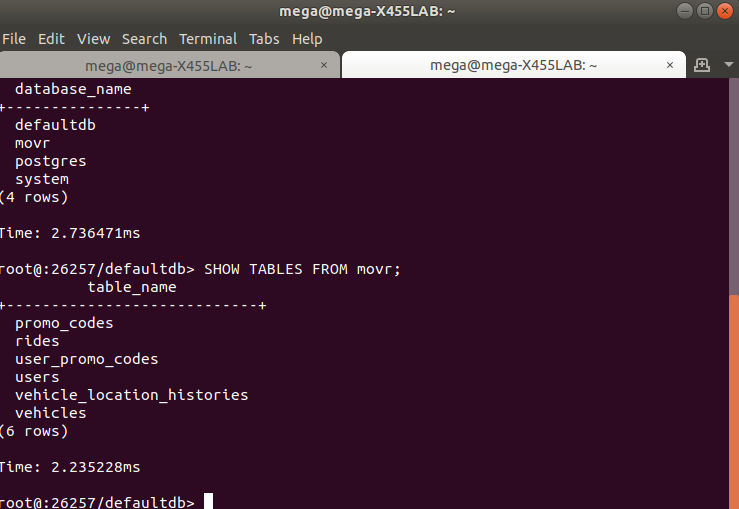 mega@mega-X455LAB: ~
File Edit View Search Terminal Tabs Help
mega@mega-X455LAB: ~ × mega@mega-X455LAB: ~ ×
  database_name
+---------------+
  defaultdb
  movr
  postgres
  system
(4 rows)

Time: 2.736471ms

root@:26257/defaultdb> SHOW TABLES FROM movr;
          table_name
+----------------------------+
  promo_codes
  rides
  user_promo_codes
  users
  vehicle_location_histories
  vehicles
(6 rows)

Time: 2.235228ms

root@:26257/defaultdb>